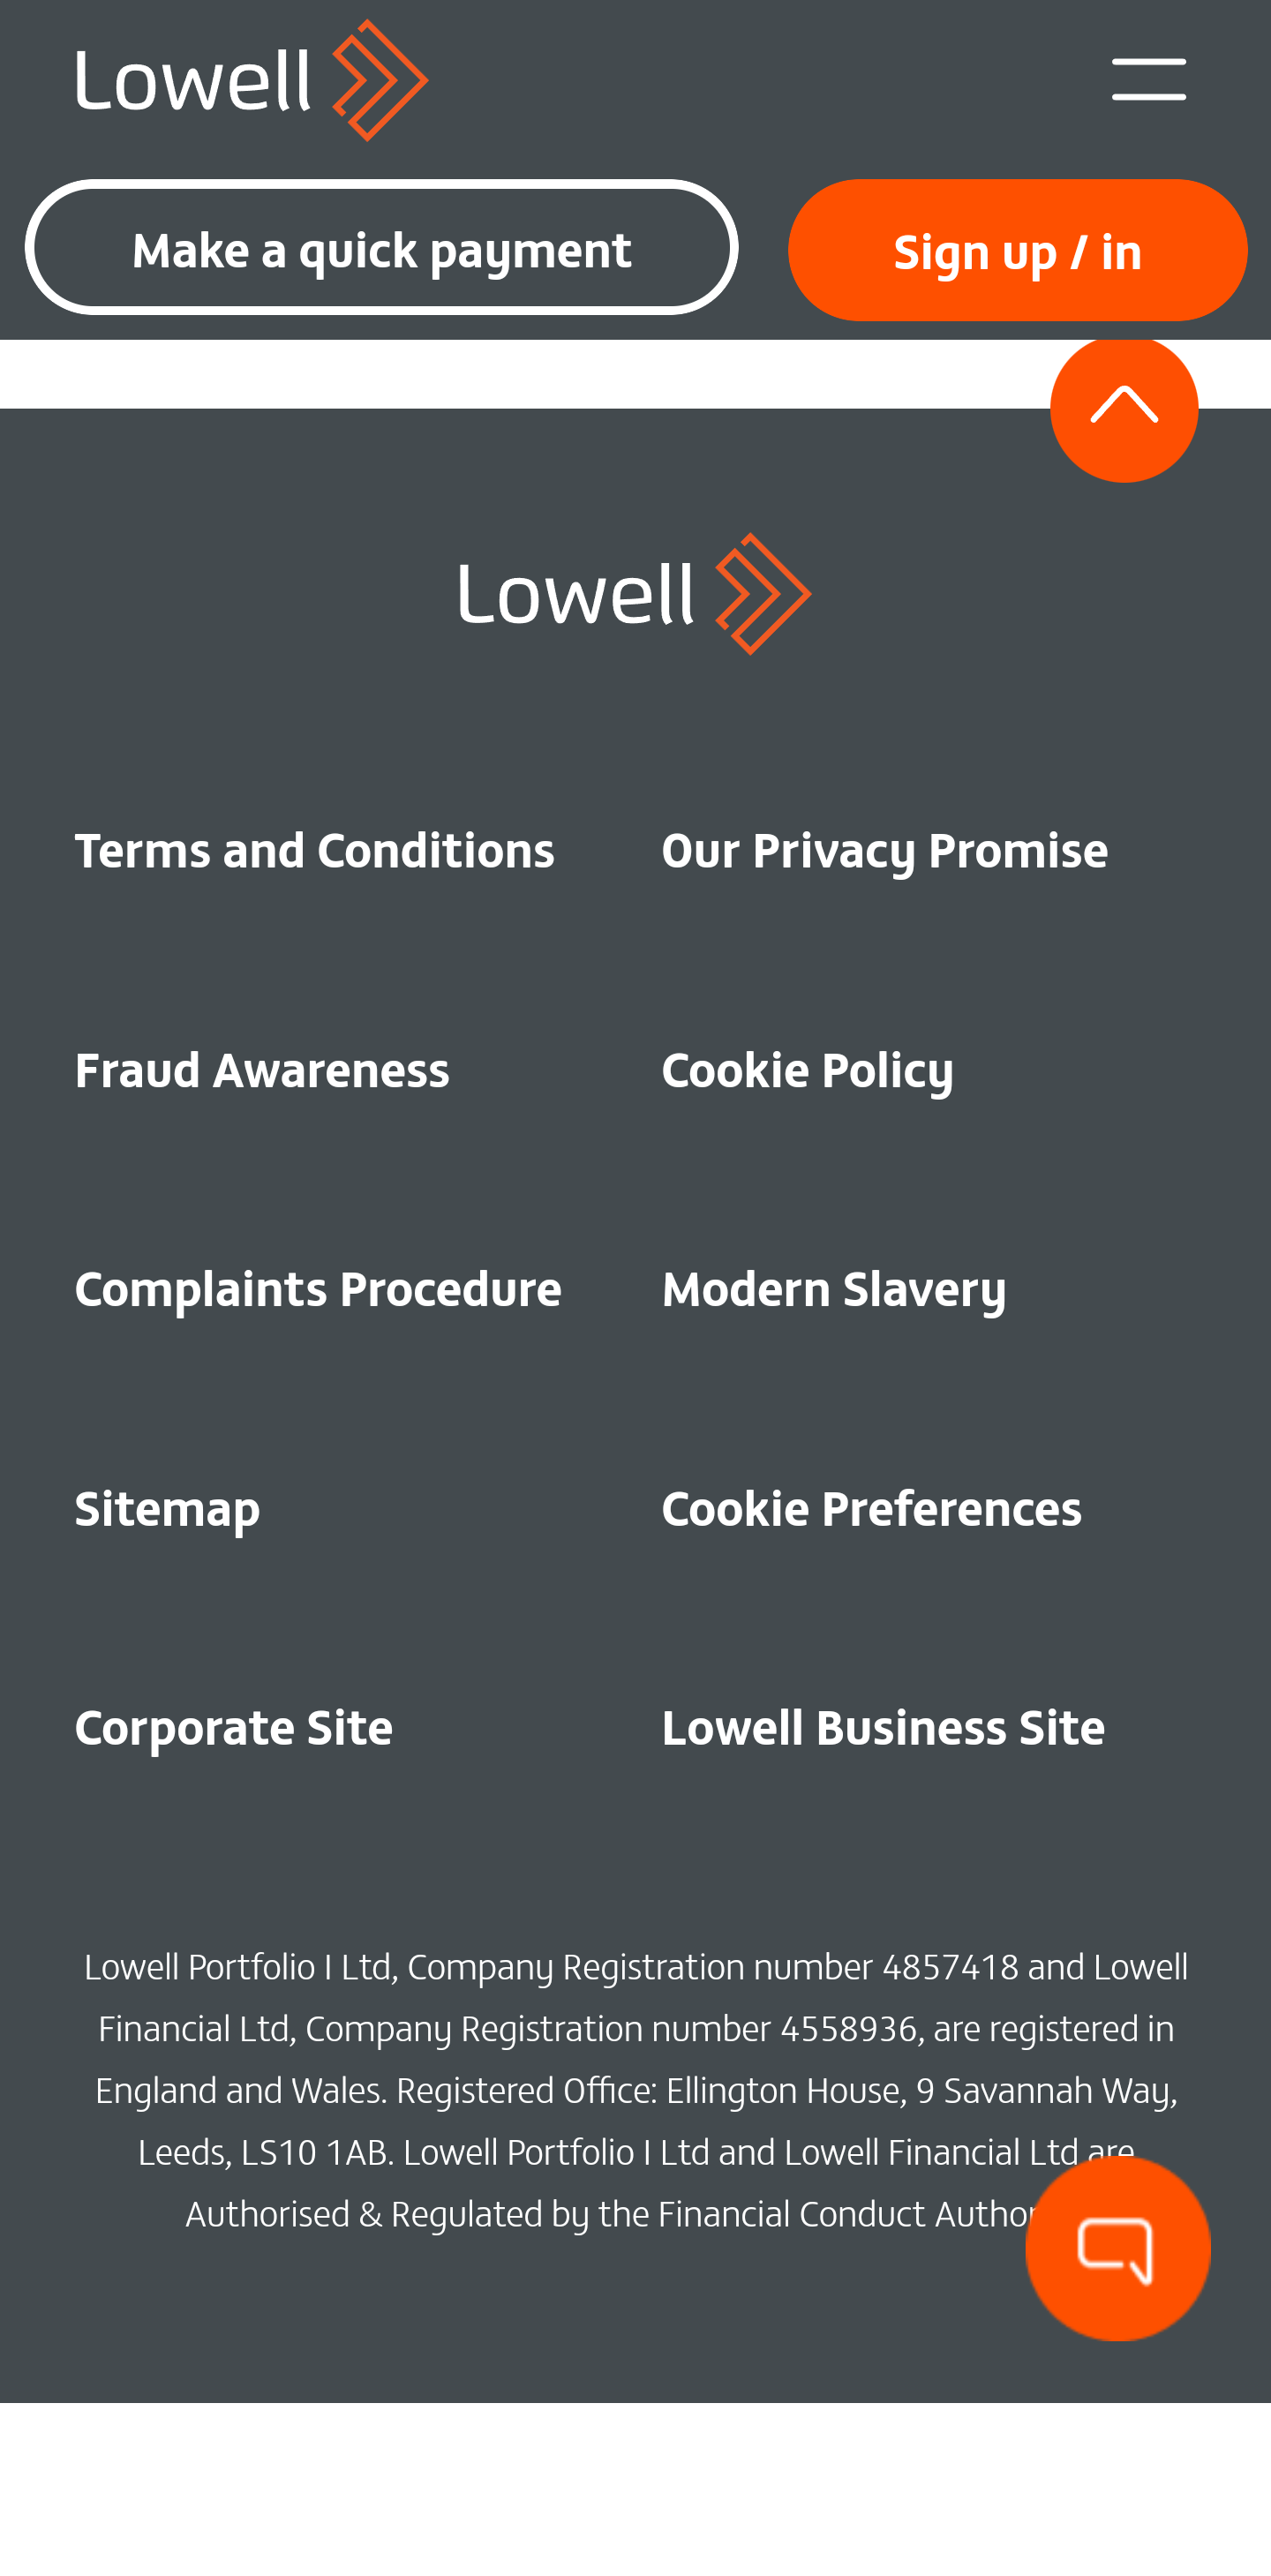 Lowell
Make a quick payment
Sign up / in
Lowell
Terms and Conditions
Our Privacy Promise
Fraud Awareness
Cookie Policy
Complaints Procedure
Modern Slavery
Sitemap
Cookie Preferences
Corporate Site
Lowell Business Site
Lowell Portfolio I Ltd, Company Registration number 4857418 and Lowell
Financial Ltd, Company Registration number 4558936, are registered in
England and Wales. Registered Office: Ellington House, 9 Savannah Way,
Leeds, LS10 1AB. Lowell Portfolio I Ltd and Lowell Financial Ltd are
Authorised & Regulated by the Financial Conduct